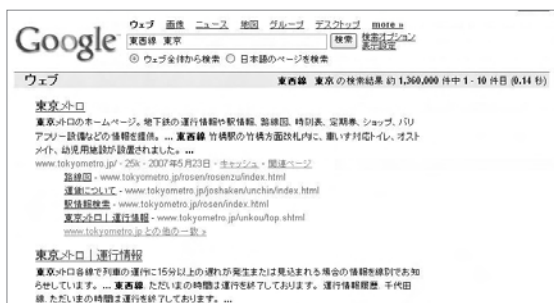 ウェブ 画像 ニュース 地図 グループ デスクトップ more »
Google
東西線 東京
検索
検索オプション
表示設定
ウェブ全体から検索 日本語のページを検索
ウェブ
東西線 東京 の検索結果 約 1,360,000 件中 1 - 10 件目 (0.14 秒)
東京メトロ
東京メトロのホームページ。地下鉄の運行情報や駅情報、路線図、時刻表、定期券、ショップ、バリ
アフリー設備などの情報を提供。 ... 東西線 竹橋駅の竹橋方面改札内に、車いす対応トイレ、オスト
メイト、幼児用施設が設置されました。 ...
www.tokyometro.jp/ - 25k - 2007年5月23日 - キャッシュ - 関連ページ
路線図 - www.tokyometro.jp/rosen/rosenzu/index.html
運賃について - www.tokyometro.jp/joshaken/unchin/index.html
駅情報検索 - www.tokyometro.jp/rosen/index.html
東京メトロ | 運行情報 - www.tokyometro.jp/unkou/top.shtml
www.tokyometro.jp との他の一致 »
東京メトロ | 運行情報
東京メトロ各線で列車の運行に15分以上の遅れが発生または見込まれる場合の情報を線別でお知
らせしています。 ... 東西線. ただいまの時間は運行を終了しております。 運行情報履歴. 千代田
線. ただいまの時間は運行を終了しております。 ...